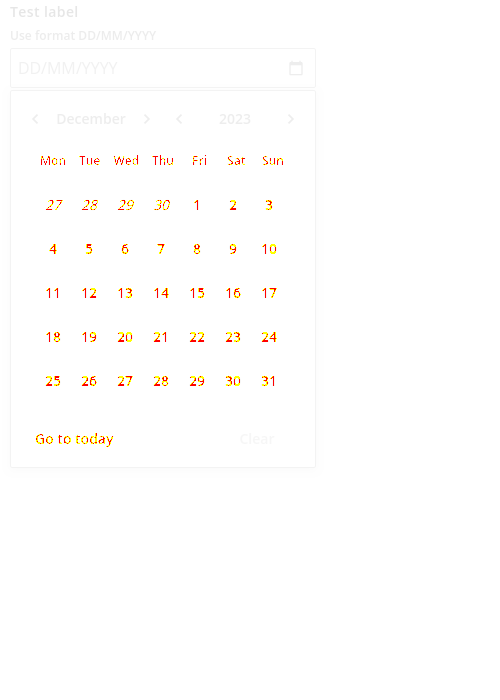 Test label
Use format DD/MM/YYYY
DD/MM/YYYY
December 2023
Mon Tue Wed Thu Fri Sat Sun
27 28 29 30 1 2 3
4 5 6 7 8 9 10
11 12 13 14 15 16 17
18 19 20 21 22 23 24
25 26 27 28 29 30 31
Go to today Clear